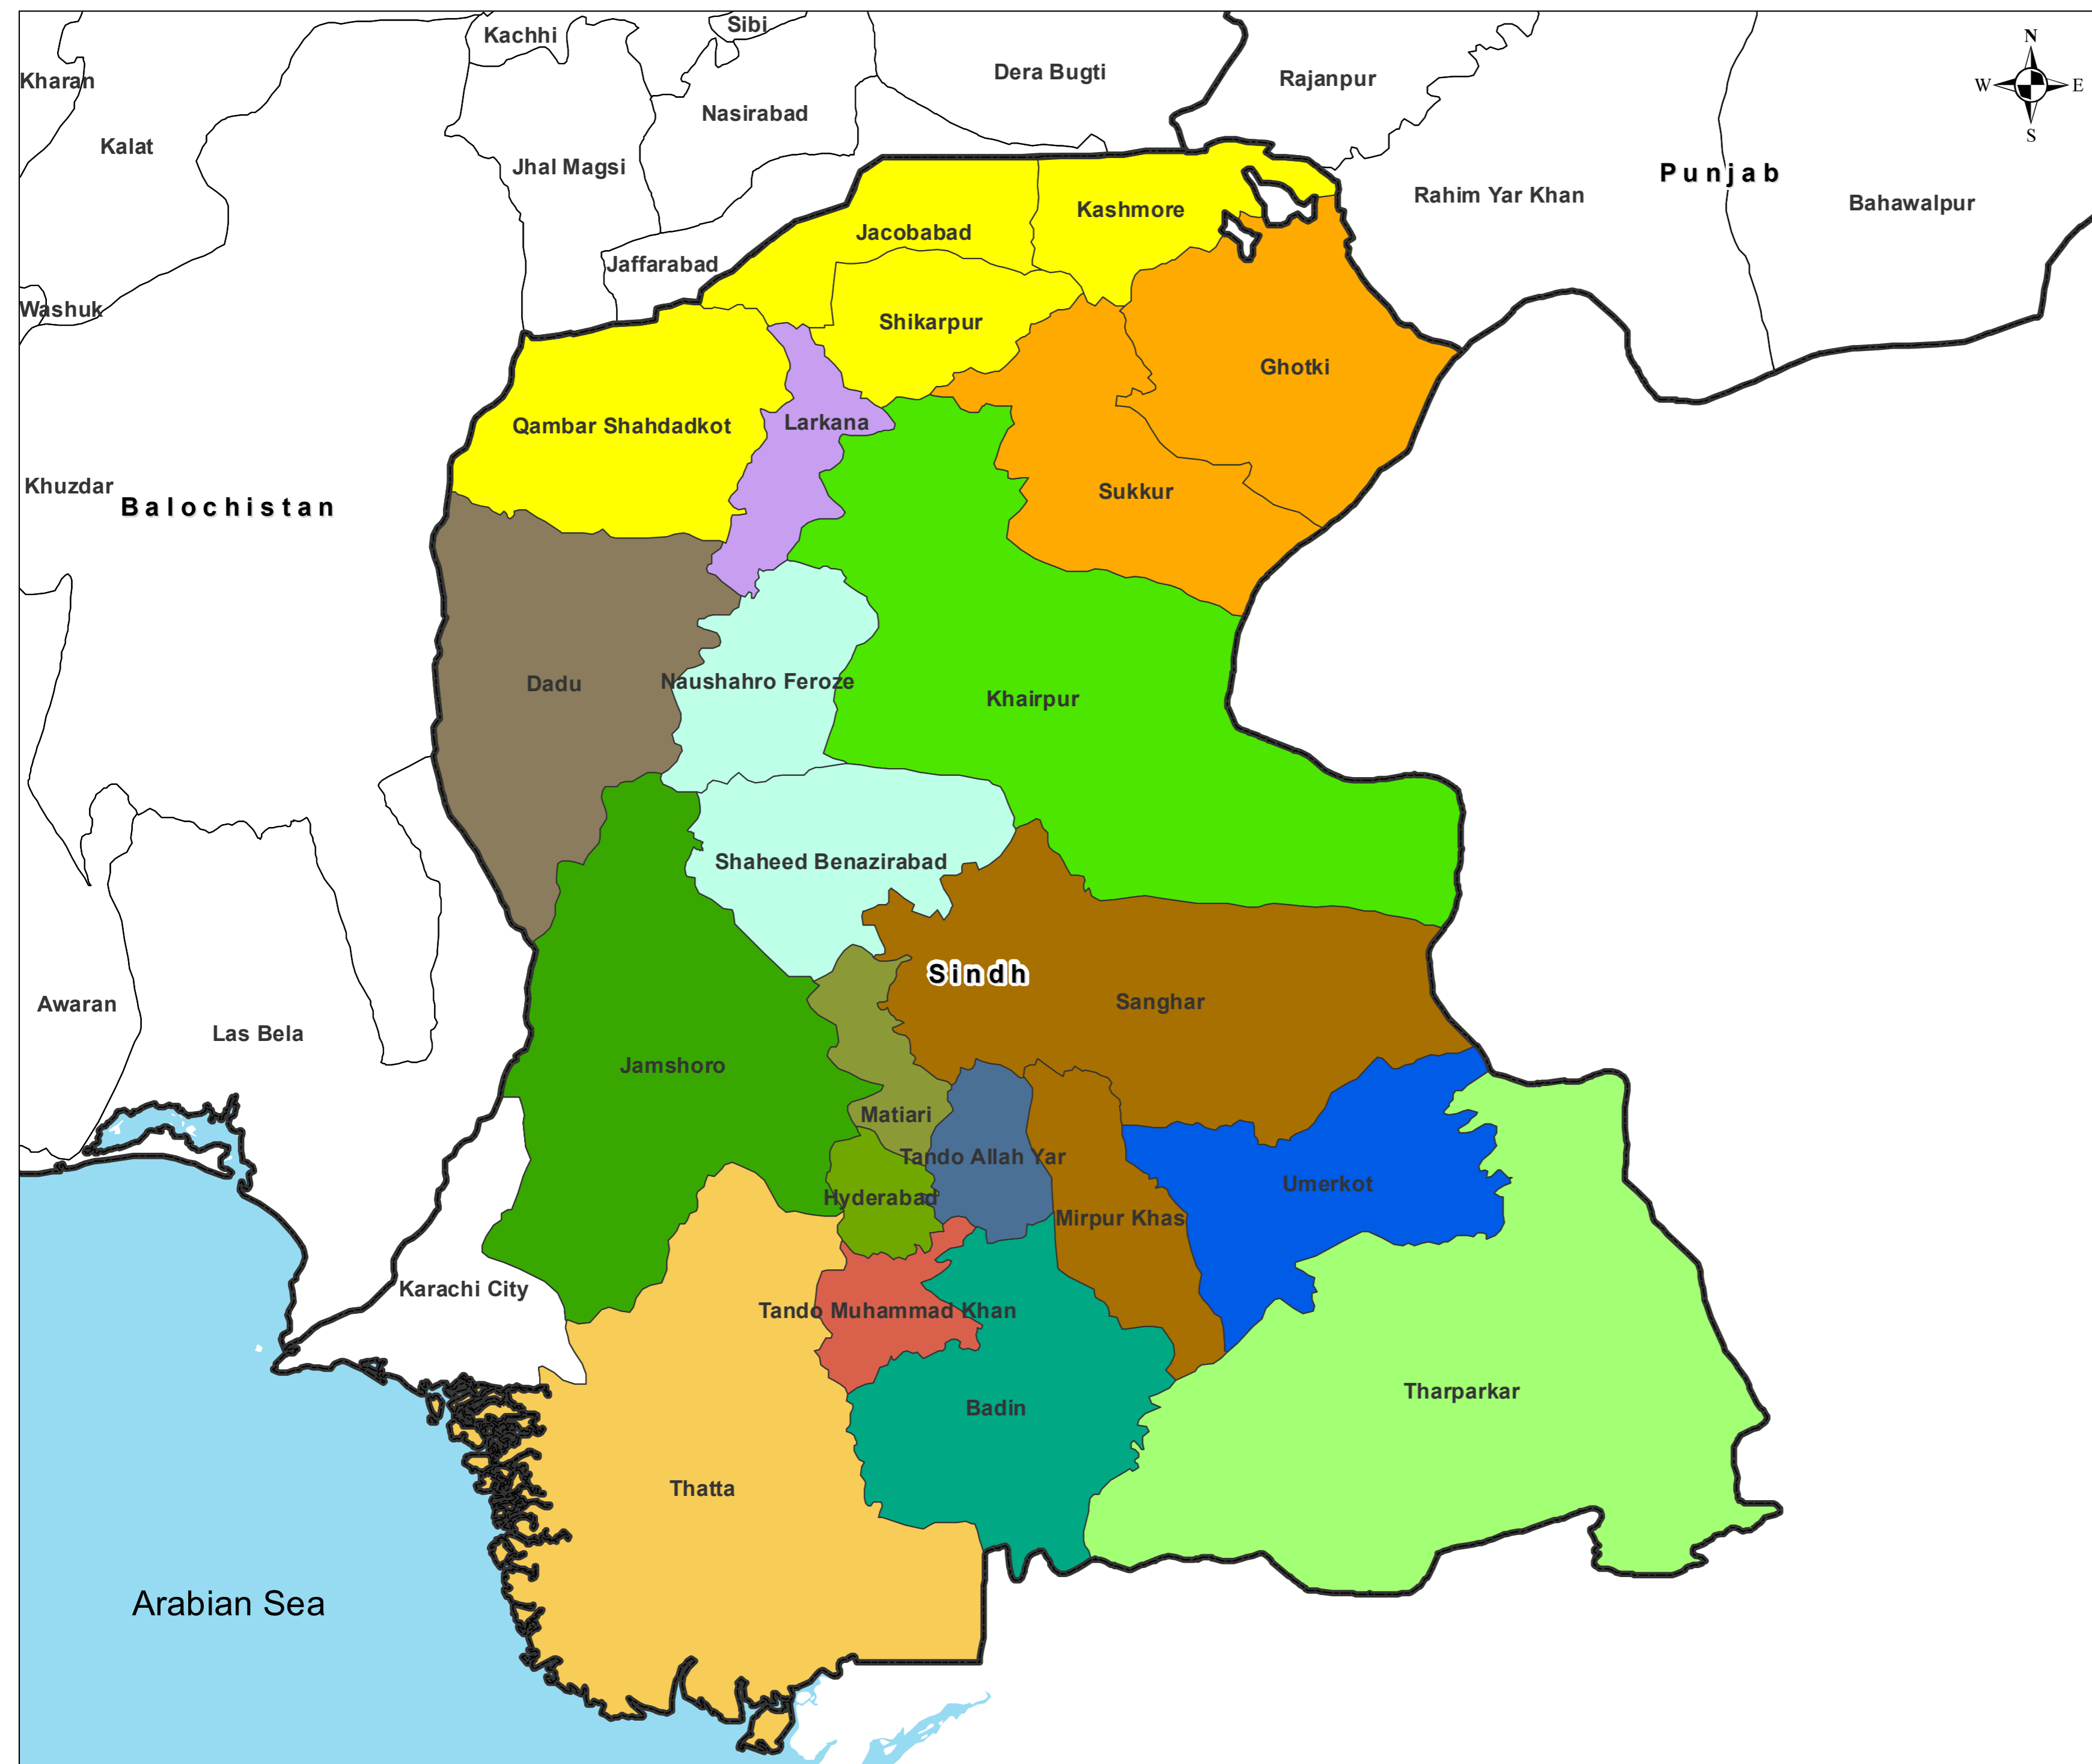 Sibi
Kachhi
N
Dera Bugti
Rajanpur
Kharan
W
E
Nasirabad
S
Kalat
Jhal Magsi
Punjab
Rahim Yar Khan
Bahawalpur
Kashmore
Jacobabad
Jaffarabad
Washuk
Shikarpur
Ghotki
Larkana
Qambar Shahdadkot
Khuzdar
Sukkur
Balochistan
Naushahro Feroze
Dadu
Khairpur
Shaheed Benazirabad
Sindh
Sanghar
Awaran
Las Bela
Jamshoro
Matiari
Tando Allah Yar
Umerkot
Hyderabad
Mirpur Khas
Karachi City
Tando Muhammad Khan
Tharparkar
Badin
Thatta
Arabian Sea